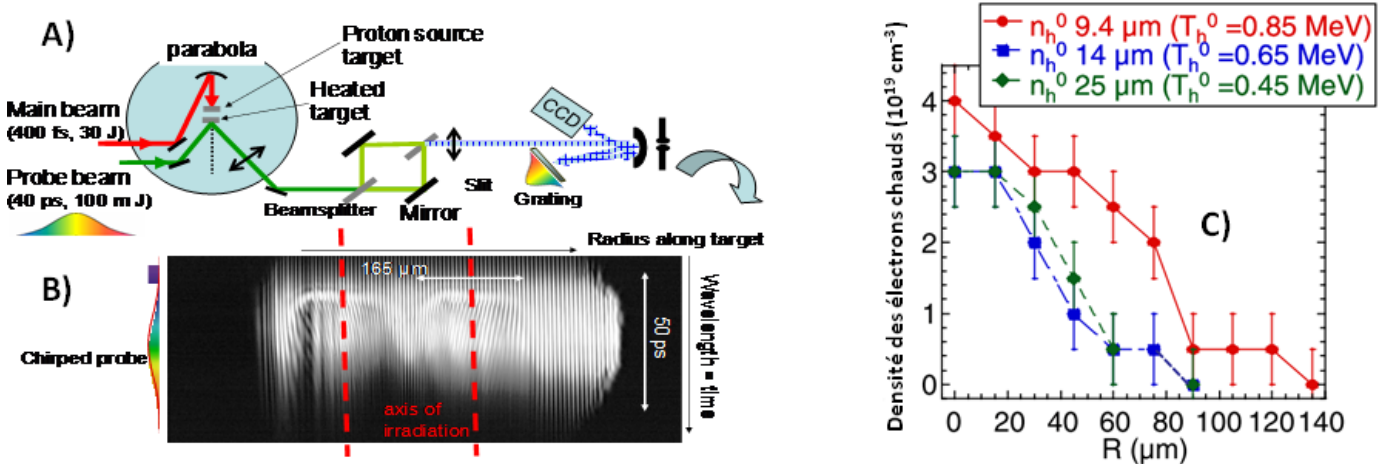 A)
parabola
Proton source
target
Heated
target
Main beam
(400 fs, 30 J)
Probe beam
(40 ps, 100 m J)
Beamsplitter
Mirror
Slit
Grating
CCD
Radius along target
B)
165 µm
50 ps
Wavelength = time
Chirped probe
axis of
irradiation
n_h^0 9.4 µm (T_h^0 =0.85 MeV)
n_h^0 14 µm (T_h^0 =0.65 MeV)
n_h^0 25 µm (T_h^0 =0.45 MeV)
C)
Densité des électrons chauds (10^19 cm^-3)
4
3
2
1
0
0 20 40 60 80 100 120 140
R (µm)